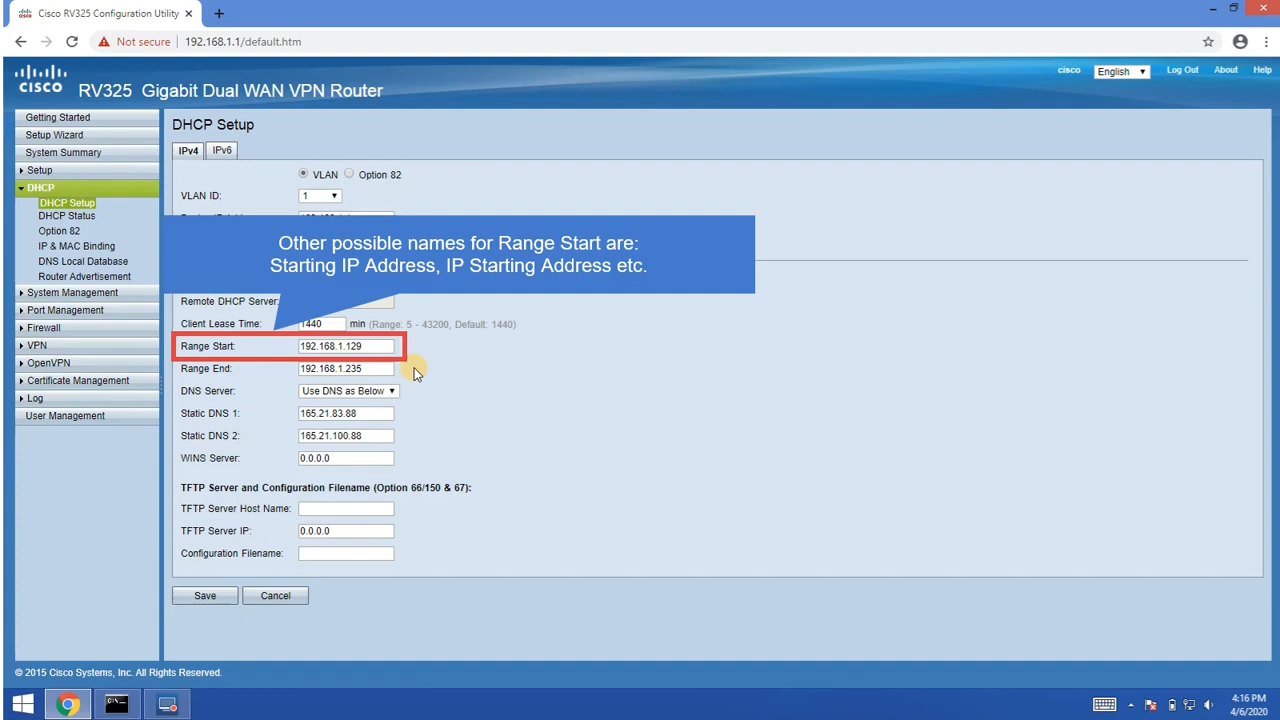 Cisco RV325 Configuration Utility
Not secure
192.168.1.1/default.htm
CISCO
RV325 Gigabit Dual WAN VPN Router
cisco
English
Log Out
About
Help
Getting Started
Setup Wizard
System Summary
Setup
DHCP
DHCP Setup
DHCP Status
Option 82
IP & MAC Binding
DNS Local Database
Router Advertisement
System Management
Port Management
Firewall
VPN
OpenVPN
Certificate Management
Log
User Management
DHCP Setup
IPv4 IPv6
VLAN Option 82
VLAN ID: 1
Other possible names for Range Start are:
Starting IP Address, IP Starting Address etc.
Remote DHCP Server:
Client Lease Time: 1440 min (Range: 5 - 43200, Default: 1440)
Range Start: 192.168.1.129
Range End: 192.168.1.235
DNS Server: Use DNS as Below
Static DNS 1: 165.21.83.88
Static DNS 2: 165.21.100.88
WINS Server: 0.0.0.0
TFTP Server and Configuration Filename (Option 66/150 & 67):
TFTP Server Host Name:
TFTP Server IP: 0.0.0.0
Configuration Filename:
Save Cancel
© 2015 Cisco Systems, Inc. All Rights Reserved.
4:16 PM
4/6/2020